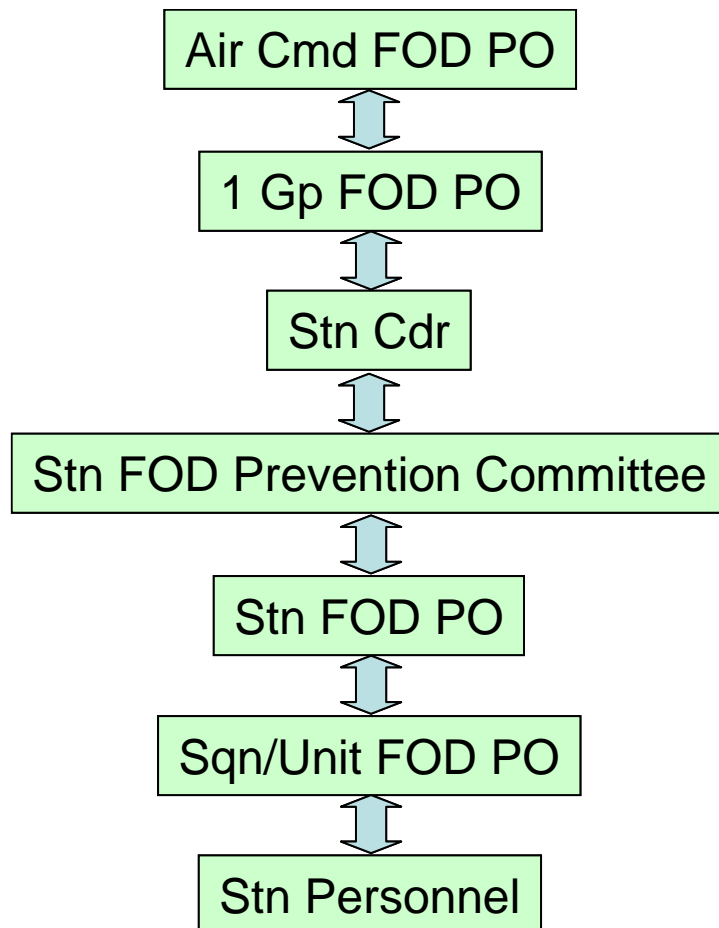 Air Cmd FOD PO
1 Gp FOD PO
Stn Cdr
Stn FOD Prevention Committee
Stn FOD PO
Sqn/Unit FOD PO
Stn Personnel